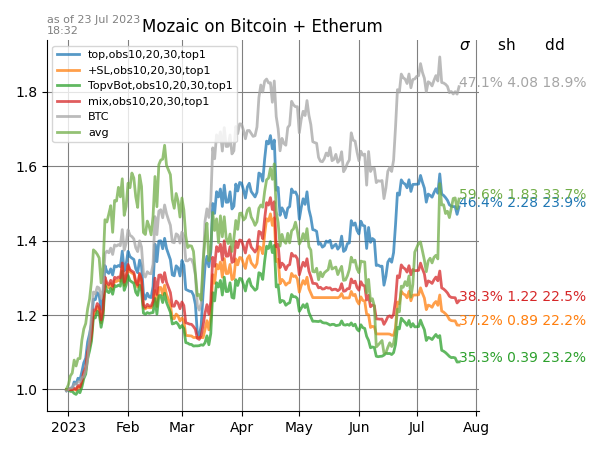 as of 23 Jul 2023
18:32
Mozaic on Bitcoin + Etherum
σ sh dd
top,obs10,20,30,top1
+SL,obs10,20,30,top1
TopvBot,obs10,20,30,top1
mix,obs10,20,30,top1
BTC
avg
47.1% 4.08 18.9%
59.6% 1.83 33.7%
46.4% 2.28 23.9%
38.3% 1.22 22.5%
37.2% 0.89 22.2%
35.3% 0.39 23.2%
1.8
1.6
1.4
1.2
1.0
2023 Feb Mar Apr May Jun Jul Aug